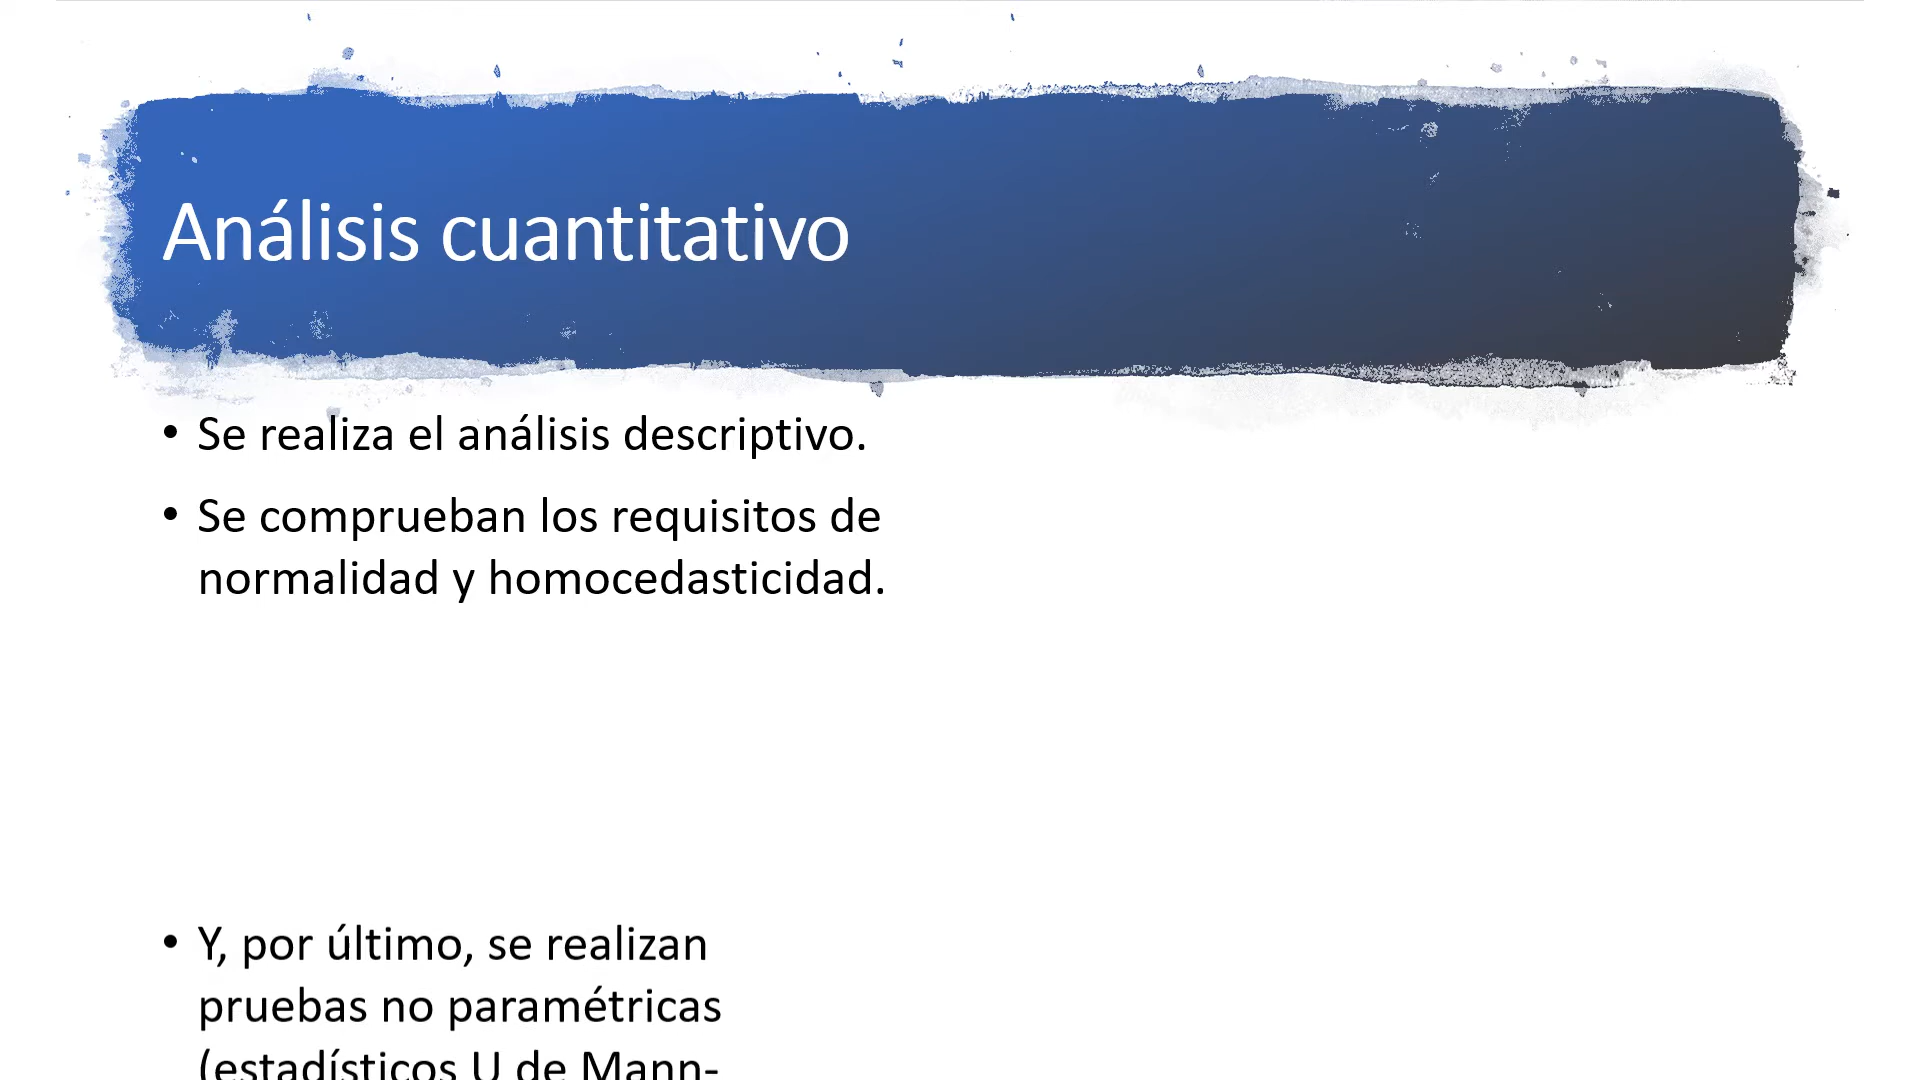 Análisis cuantitativo
• Se realiza el análisis descriptivo.
• Se comprueban los requisitos de
normalidad y homocedasticidad.
• Y, por último, se realizan
pruebas no paramétricas
(estadísticos U de Mann-